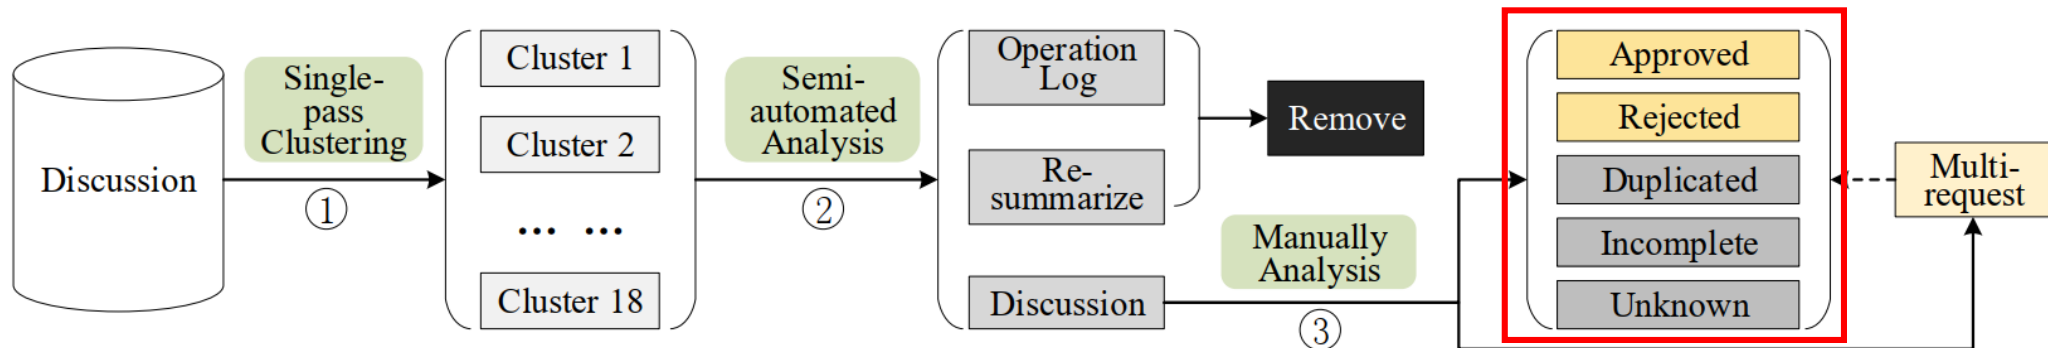 Discussion
Single-
pass
Clustering
①
Cluster 1
Cluster 2
... ...
Cluster 18
Semi-
automated
Analysis
②
Operation
Log
Re-
summarize
Discussion
Remove
Manually
Analysis
③
Approved
Rejected
Duplicated
Incomplete
Unknown
Multi-
request